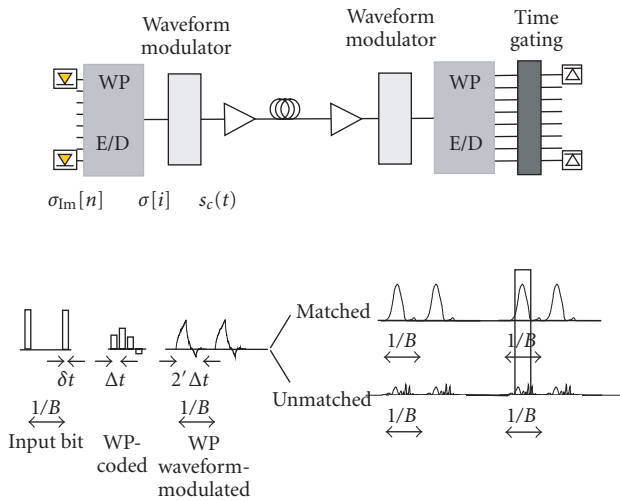 Waveform
modulator
Waveform
modulator
Time
gating
WP
E/D
WP
E/D
σIm[n]
σ[i]
sc(t)
Matched
Unmatched
1/B
1/B
1/B
1/B
δt
Δt
2′ Δt
1/B
1/B
Input bit
WP-
coded
WP
waveform-
modulated